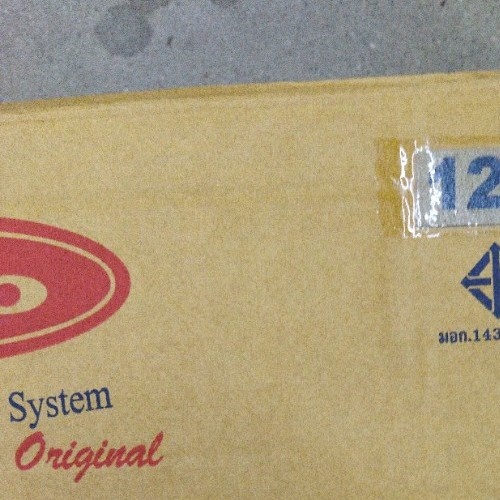 12
มอก.143
System
Original